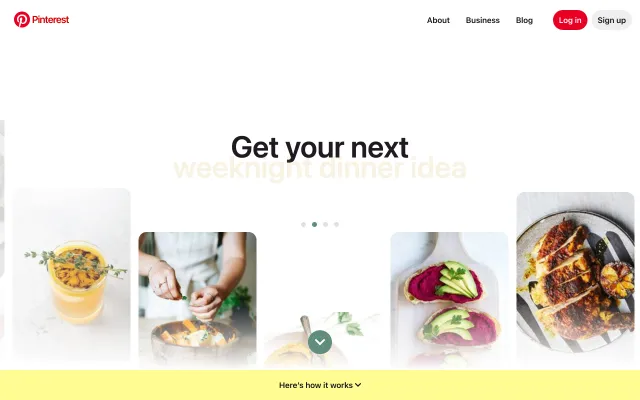 Pinterest
About
Business
Blog
Log in
Sign up
Get your next
weeknight dinner idea
Here's how it works